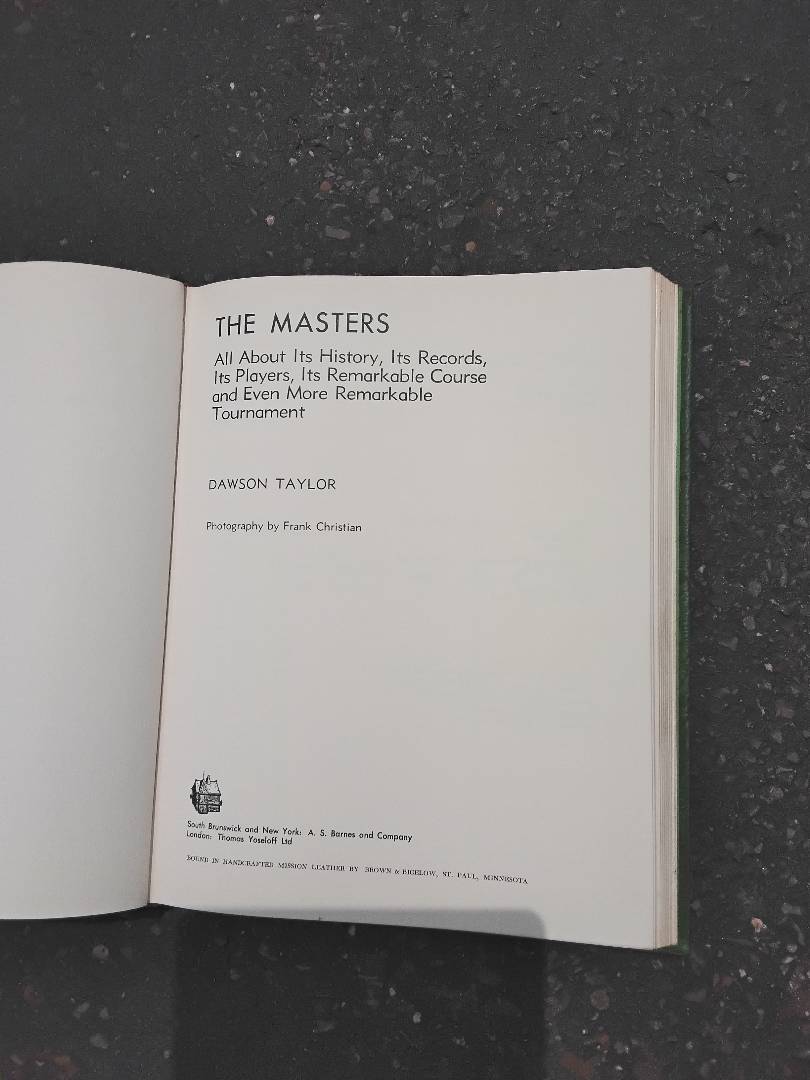 THE MASTERS
All About Its History, Its Records,
Its Players, Its Remarkable Course
and Even More Remarkable
Tournament
DAWSON TAYLOR
Photography by Frank Christian
South Brunswick and New York: A. S. Barnes and Company
London: Thomas Yoseloff Ltd
BOUND IN HANDCRAFTED MISSION LEATHER BY BROWN & BIGELOW, ST. PAUL, MINNESOTA